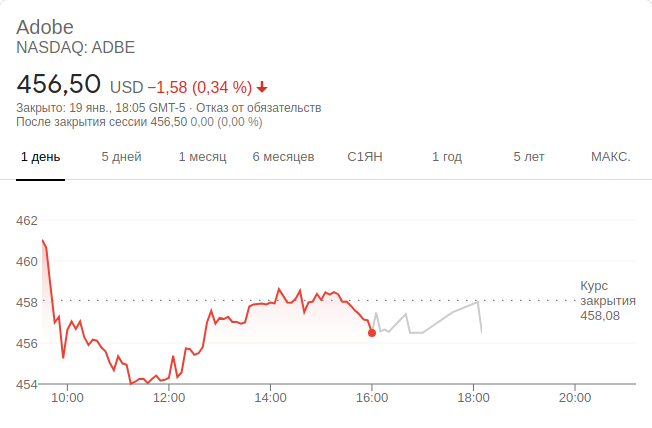 Adobe
NASDAQ: ADBE
456,50 USD −1,58 (0,34 %)
Закрыто: 19 янв., 18:05 GMT-5 · Отказ от обязательств
После закрытия сессии 456,50 0,00 (0,00 %)
1 день 5 дней 1 месяц 6 месяцев С1ЯН 1 год 5 лет МАКС.
462
460
458
456
454
Курс
закрытия
458,08
10:00 12:00 14:00 16:00 18:00 20:00